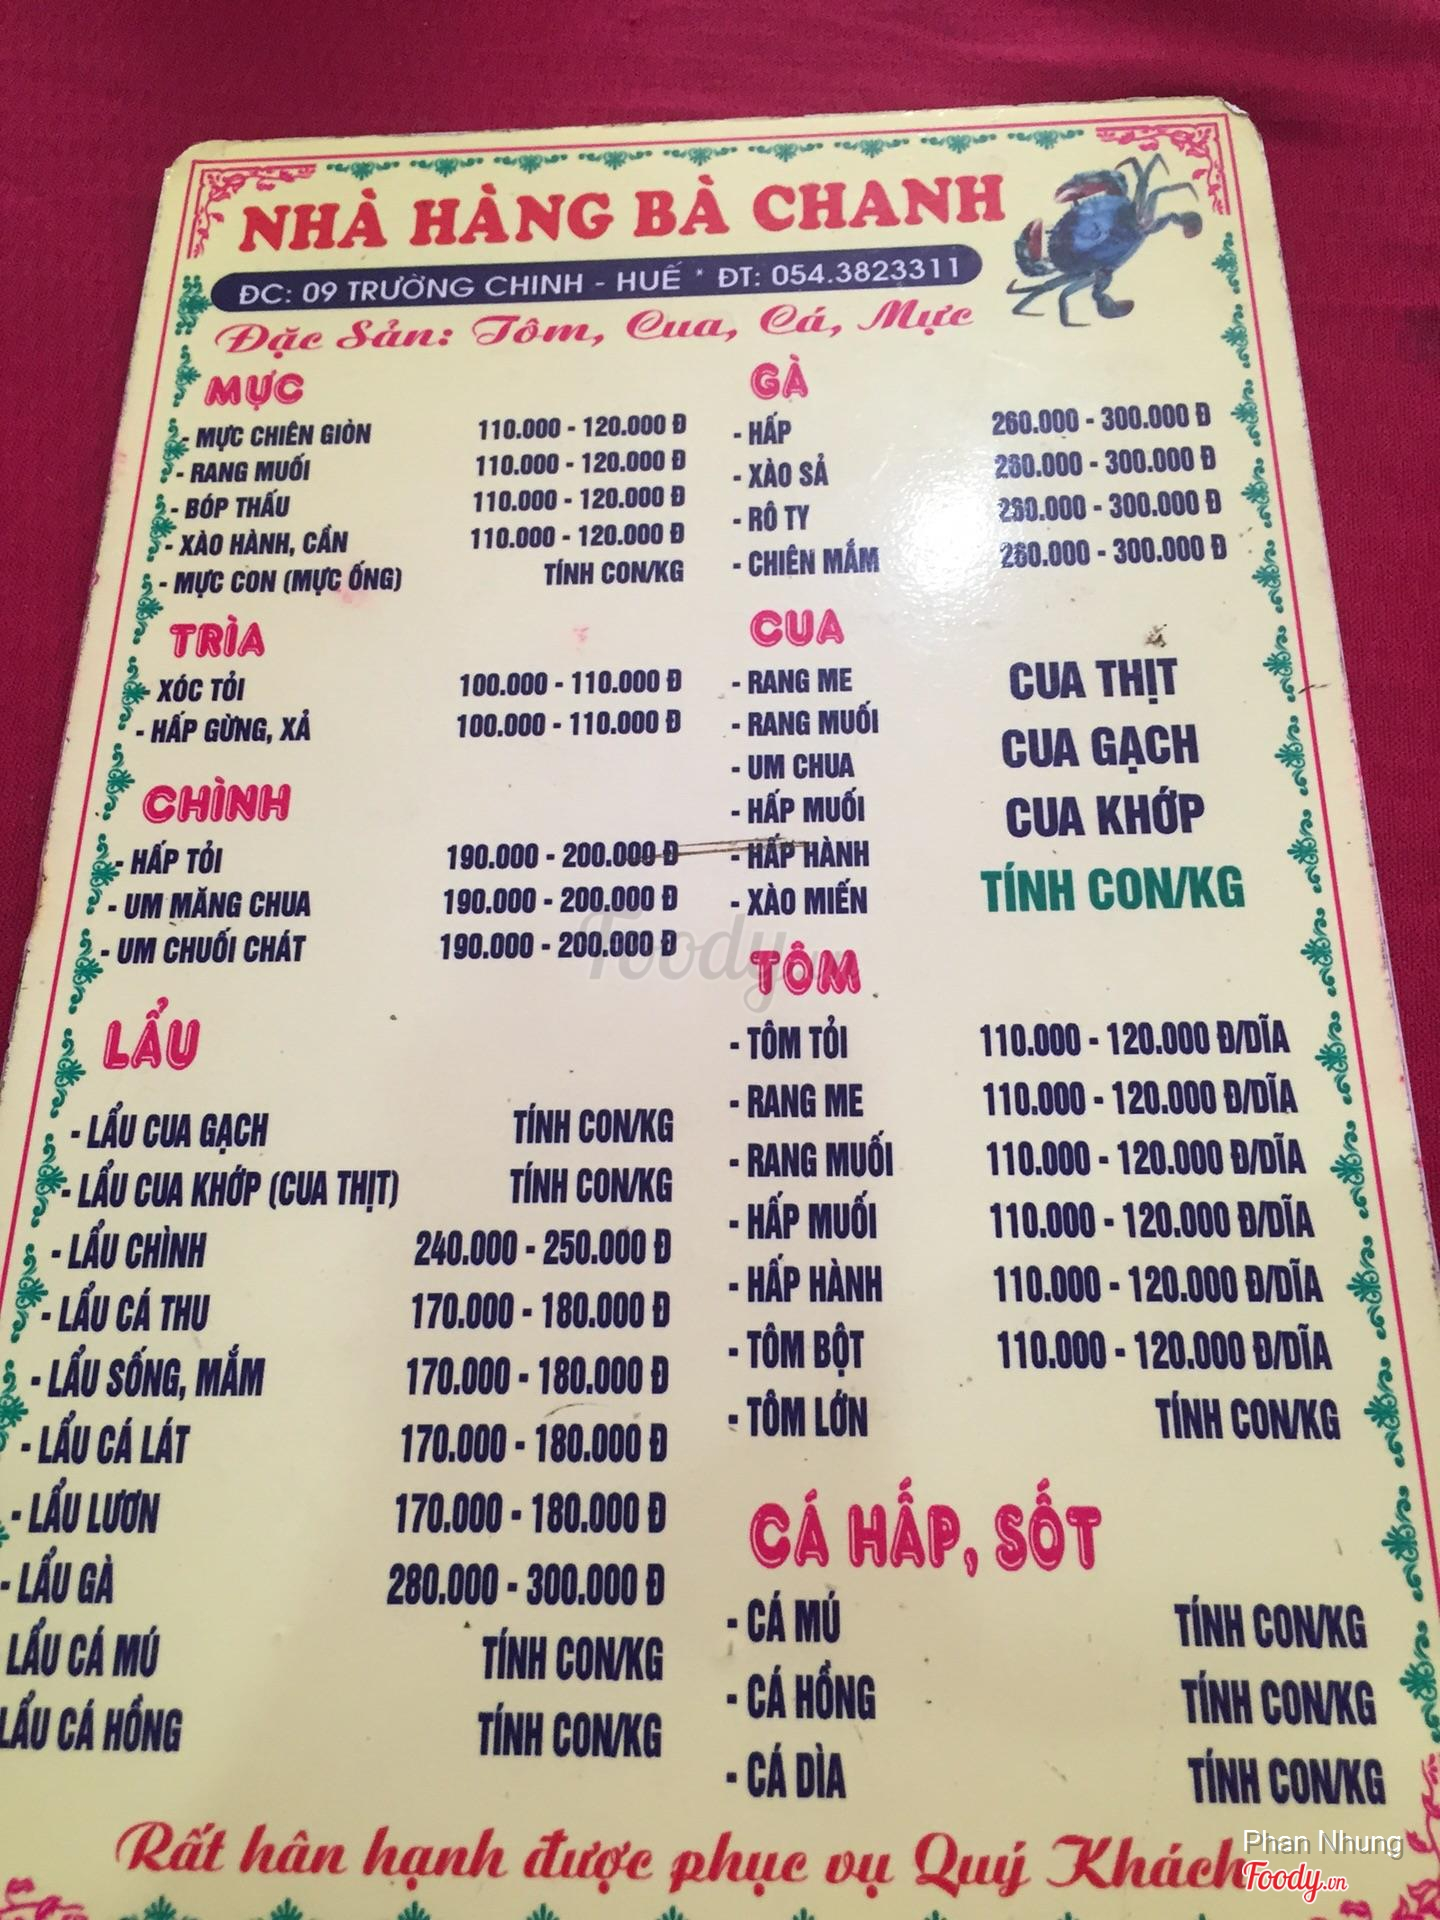 NHÀ HÀNG BÀ CHANH
ĐC: 09 TRƯỜNG CHINH - HUẾ * ĐT: 054.3823311
Đặc Sản: Tôm, Cua, Cá, Mực
MỰC
- MỰC CHIÊN GIÒN 110.000 - 120.000 Đ
- RANG MUỐI 110.000 - 120.000 Đ
- BÓP THẤU 110.000 - 120.000 Đ
- XÀO HÀNH, CẦN 110.000 - 120.000 Đ
- MỰC CON (MỰC ỐNG) TÍNH CON/KG
TRÌA
- XÓC TỎI 100.000 - 110.000 Đ
- HẤP GỪNG, XẢ 100.000 - 110.000 Đ
CHÌNH
- HẤP TỎI 190.000 - 200.000 Đ
- UM MĂNG CHUA 190.000 - 200.000 Đ
- UM CHUỐI CHÁT 190.000 - 200.000 Đ
LẨU
- LẨU CUA GẠCH TÍNH CON/KG
- LẨU CUA KHỚP (CUA THỊT) TÍNH CON/KG
- LẨU CHÌNH 240.000 - 250.000 Đ
- LẨU CÁ THU 170.000 - 180.000 Đ
- LẨU SỐNG, MẮM 170.000 - 180.000 Đ
- LẨU CÁ LÁT 170.000 - 180.000 Đ
- LẨU LƯƠN 170.000 - 180.000 Đ
- LẨU GÀ 280.000 - 300.000 Đ
LẨU CÁ MÚ TÍNH CON/KG
LẨU CÁ HỒNG TÍNH CON/KG
GÀ
- HẤP 260.000 - 300.000 Đ
- XÀO SẢ 260.000 - 300.000 Đ
- RÔ TY 260.000 - 300.000 Đ
- CHIÊN MẮM 260.000 - 300.000 Đ
CUA
- RANG ME
- RANG MUỐI
- UM CHUA
- HẤP MUỐI
- HẤP HÀNH
- XÀO MIẾN
CUA THỊT
CUA GẠCH
CUA KHỚP
TÍNH CON/KG
TÔM
- TÔM TỎI 110.000 - 120.000 Đ/DĨA
- RANG ME 110.000 - 120.000 Đ/DĨA
- RANG MUỐI 110.000 - 120.000 Đ/DĨA
- HẤP MUỐI 110.000 - 120.000 Đ/DĨA
- HẤP HÀNH 110.000 - 120.000 Đ/DĨA
- TÔM BỘT 110.000 - 120.000 Đ/DĨA
- TÔM LỚN TÍNH CON/KG
CÁ HẤP, SỐT
- CÁ MÚ TÍNH CON/KG
- CÁ HỒNG TÍNH CON/KG
- CÁ DÌA TÍNH CON/KG
Rất hân hạnh được phục vụ Quý Khách
Foody.vn
Phan Nhung
Foody.vn